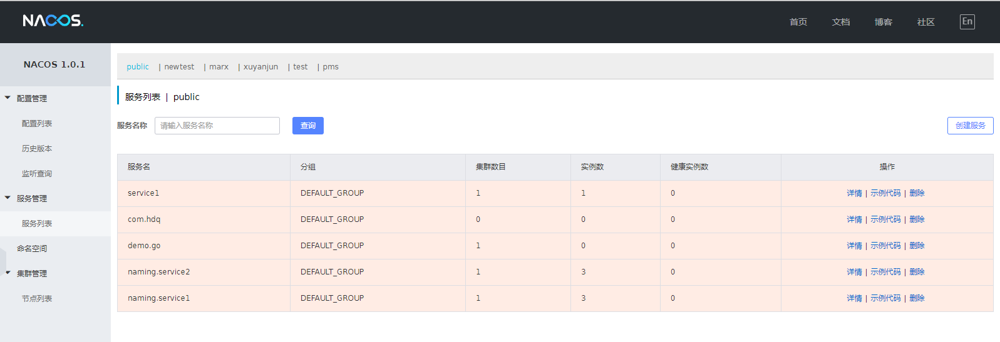 NACOS.
首页 文档 博客 社区 En
NACOS 1.0.1
配置管理
配置列表
历史版本
监听查询
服务管理
服务列表
命名空间
集群管理
节点列表
public | newtest | marx | xuyanjun | test | pms
服务列表 | public
服务名称 请输入服务名称 查询 创建服务
服务名 分组 集群数目 实例数 健康实例数 操作
service1 DEFAULT_GROUP 1 1 0 详情 | 示例代码 | 删除
com.hdq DEFAULT_GROUP 0 0 0 详情 | 示例代码 | 删除
demo.go DEFAULT_GROUP 1 0 0 详情 | 示例代码 | 删除
naming.service2 DEFAULT_GROUP 1 3 0 详情 | 示例代码 | 删除
naming.service1 DEFAULT_GROUP 1 3 0 详情 | 示例代码 | 删除